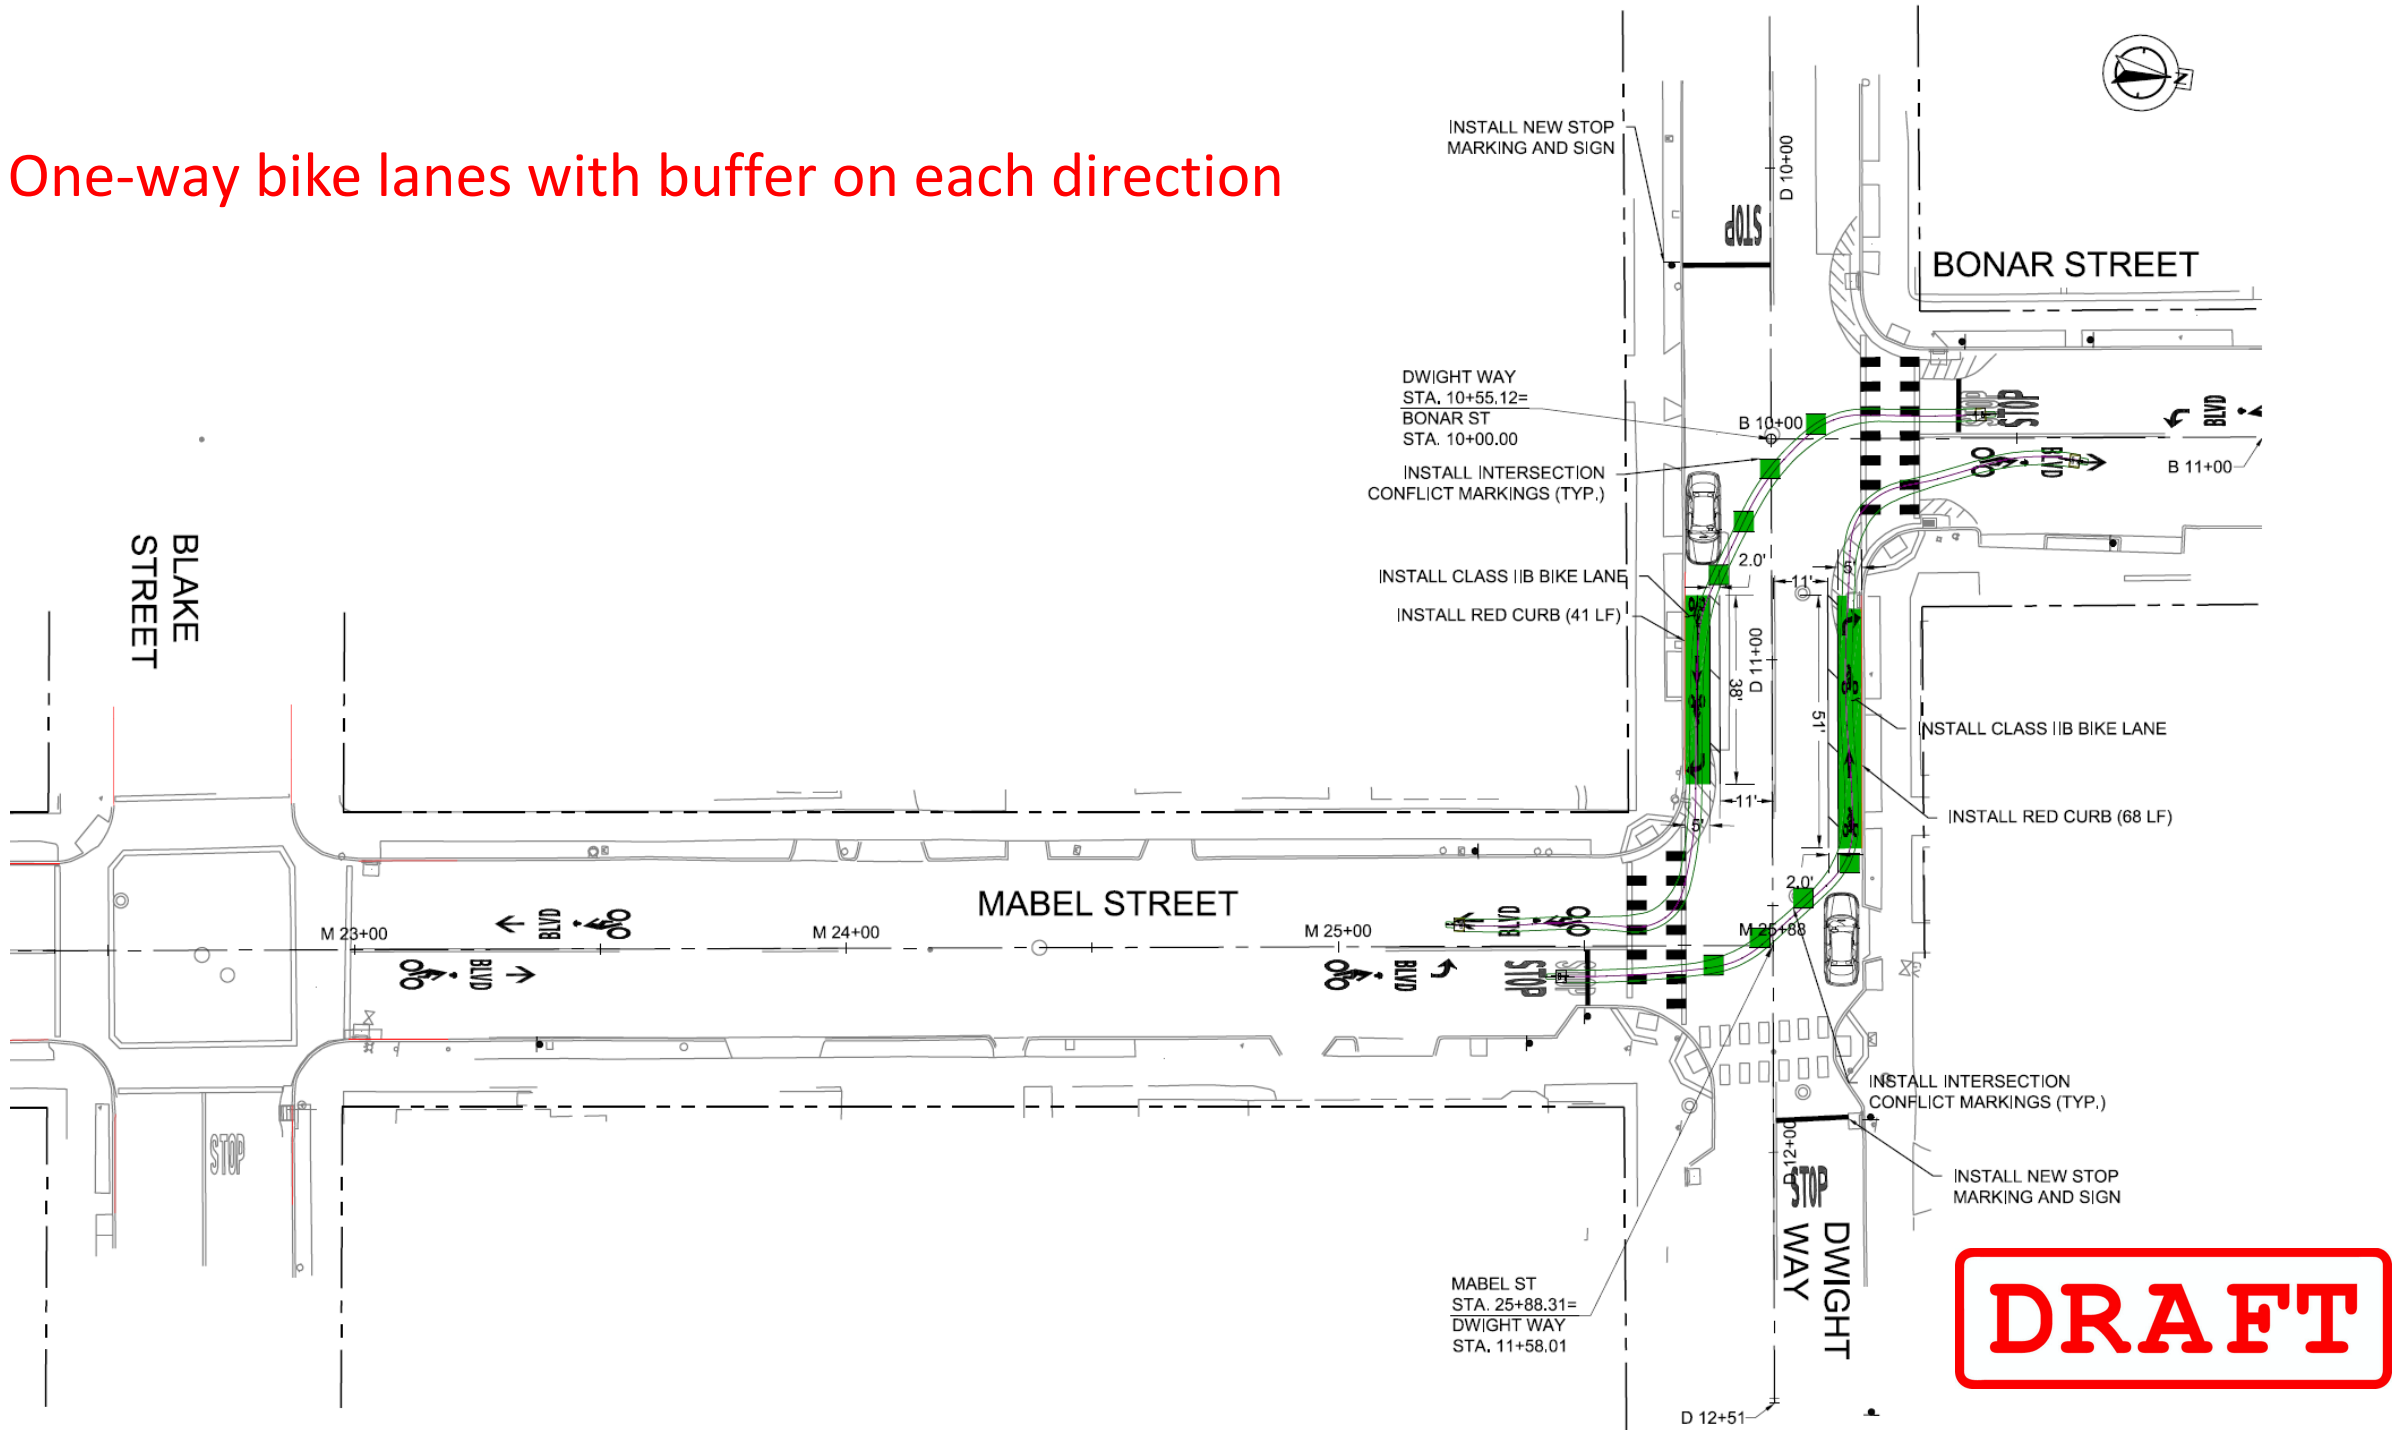 One-way bike lanes with buffer on each direction
INSTALL NEW STOP
MARKING AND SIGN
D 10+00
STOP
N
BONAR STREET
DWIGHT WAY
STA. 10+55.12=
BONAR ST
STA. 10+00.00
B 10+00
STOP
BLVD
BLVD
B 11+00
INSTALL INTERSECTION
CONFLICT MARKINGS (TYP.)
2.0'
INSTALL CLASS IIB BIKE LANE
11'
5'
INSTALL RED CURB (41 LF)
D 11+00
38'
51'
INSTALL CLASS IIB BIKE LANE
11'
5'
INSTALL RED CURB (68 LF)
BLAKE
STREET
MABEL STREET
2.0'
M 23+00
BLVD
M 24+00
M 25+00
BLVD
M 25+88
BLVD
BLVD
STOP
STOP
INSTALL INTERSECTION
CONFLICT MARKINGS (TYP.)
D 12+00
STOP
INSTALL NEW STOP
MARKING AND SIGN
DWIGHT
WAY
MABEL ST
STA. 25+88.31=
DWIGHT WAY
STA. 11+58.01
D 12+51
DRAFT